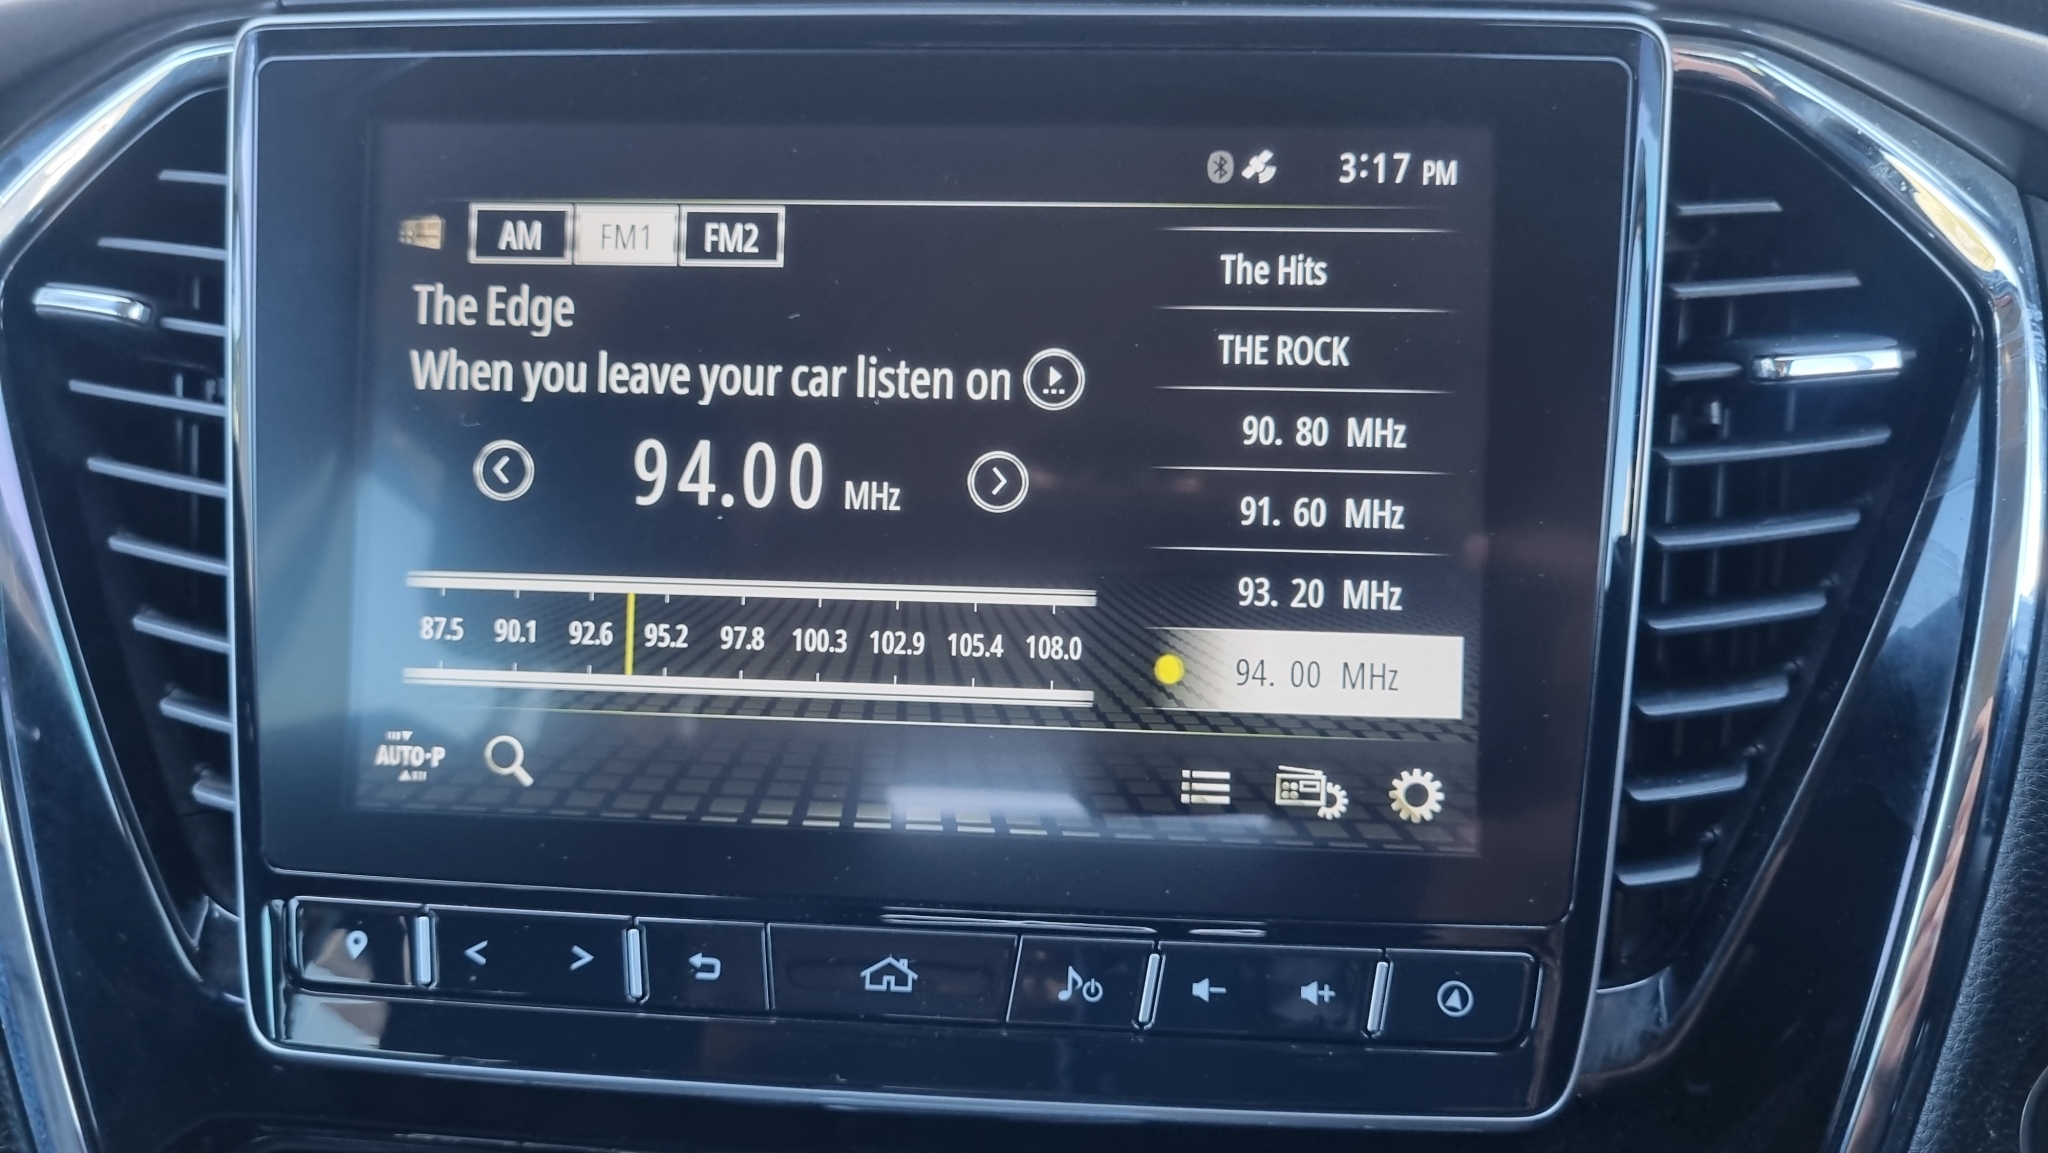 3:17 PM
AM FM1 FM2
The Edge
When you leave your car listen on
94.00 MHz
87.5 90.1 92.6 95.2 97.8 100.3 102.9 105.4 108.0
The Hits
THE ROCK
90. 80 MHz
91. 60 MHz
93. 20 MHz
94. 00 MHz
AUTO·P